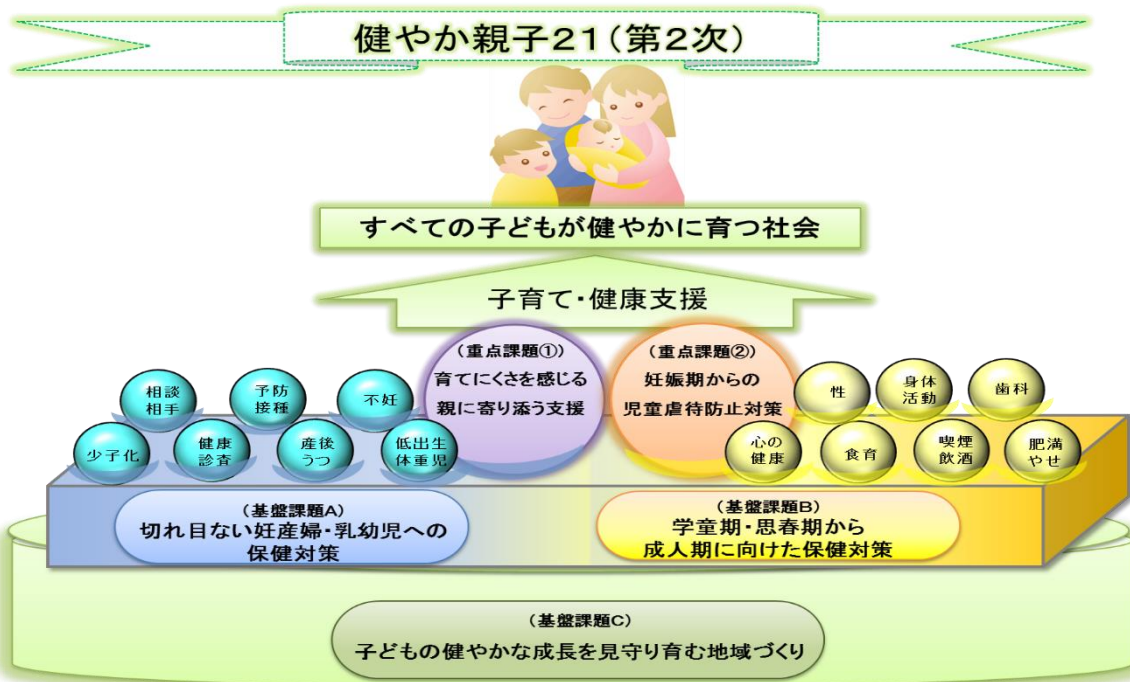 健やか親子21(第2次)
すべての子どもが健やかに育つ社会
子育て・健康支援
(重点課題①)
育てにくさを感じる
親に寄り添う支援
(重点課題②)
妊娠期からの
児童虐待防止対策
相談
相手
予防
接種
不妊
少子化
健康
診査
産後
うつ
低出生
体重児
性
身体
活動
歯科
心の
健康
食育
喫煙
飲酒
肥満
やせ
(基盤課題A)
切れ目ない妊産婦・乳幼児への
保健対策
(基盤課題B)
学童期・思春期から
成人期に向けた保健対策
(基盤課題C)
子どもの健やかな成長を見守り育む地域づくり